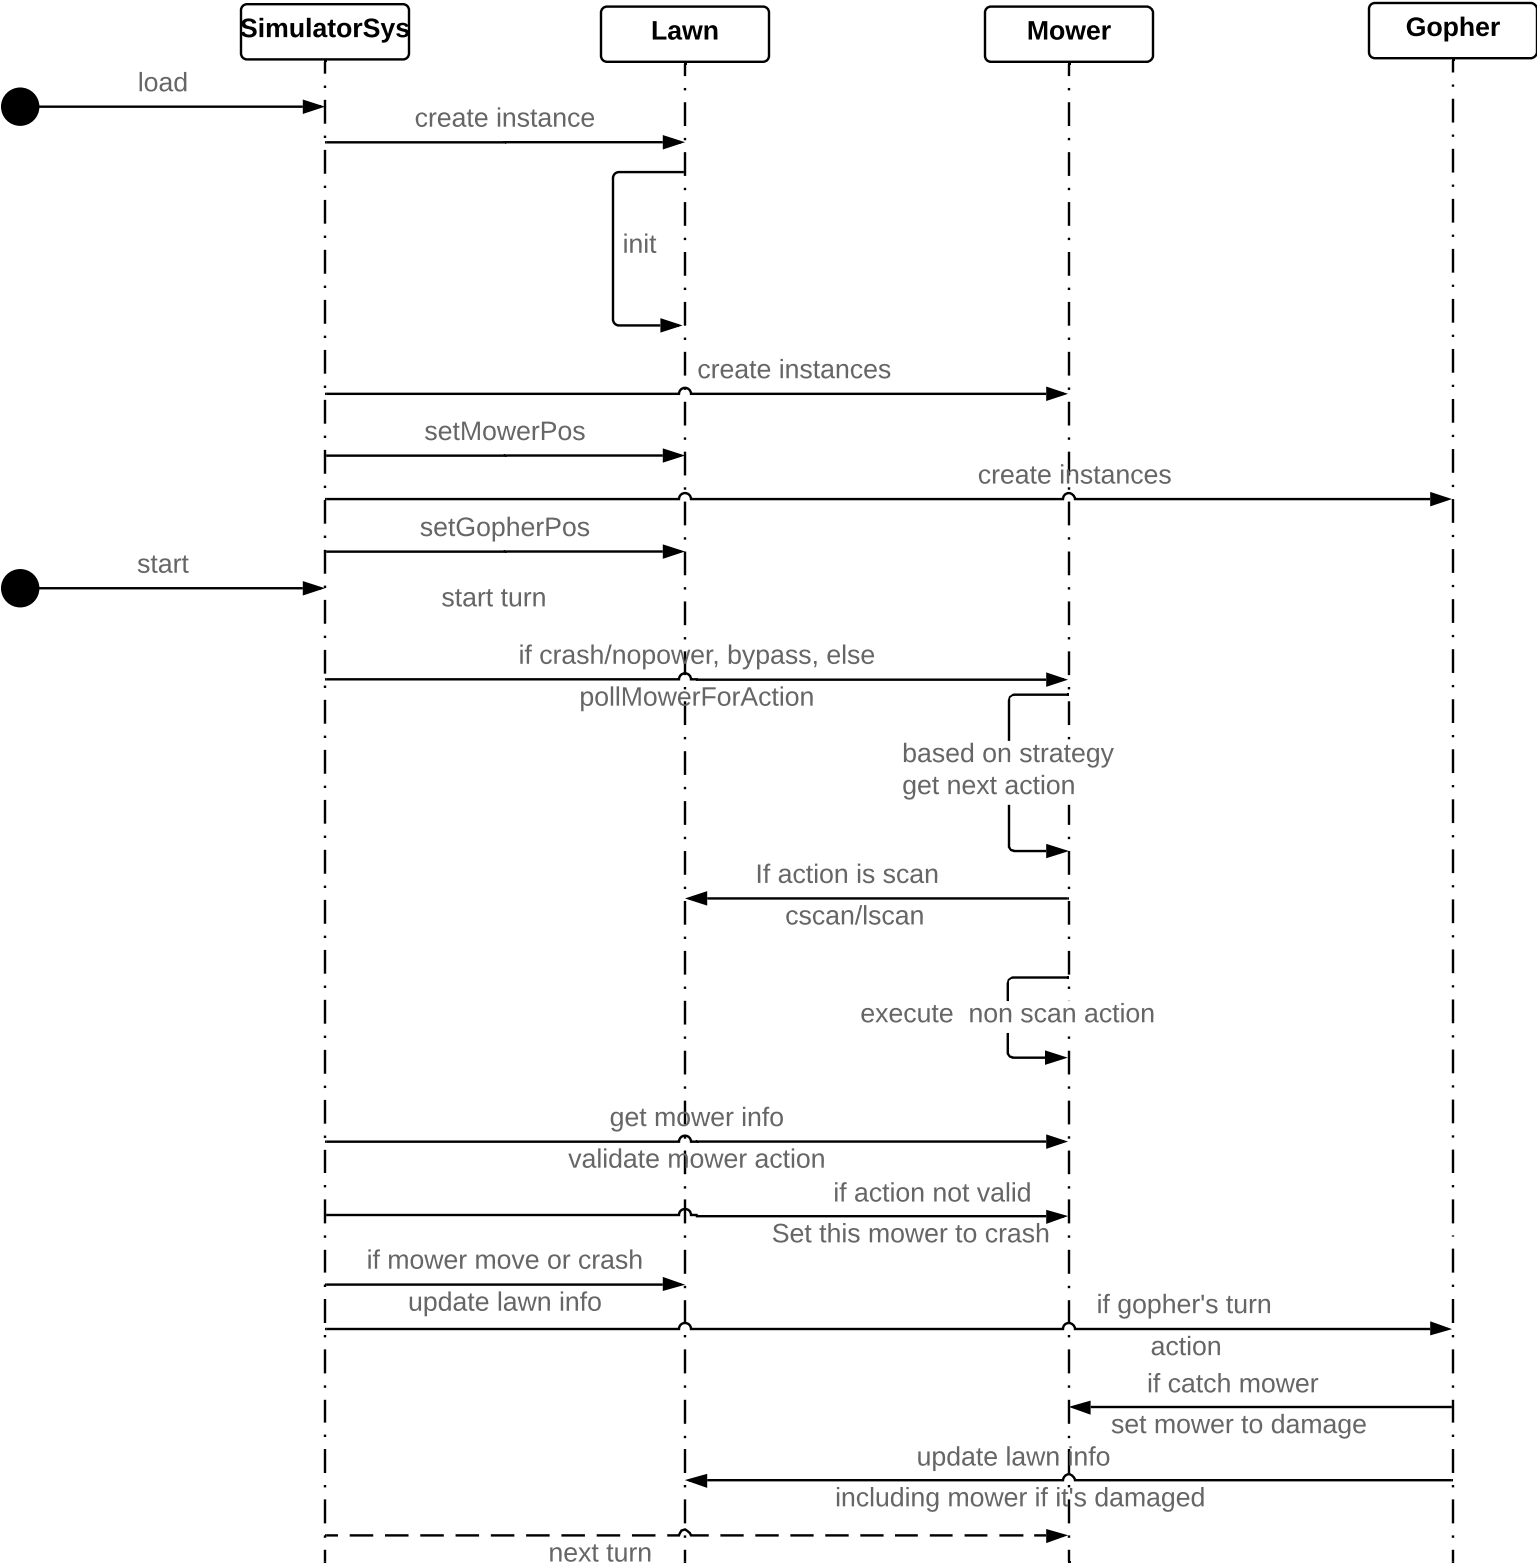 SimulatorSys
Lawn
Mower
Gopher
load
create instance
init
create instances
setMowerPos
create instances
setGopherPos
start
start turn
if crash/nopower, bypass, else
pollMowerForAction
based on strategy
get next action
If action is scan
cscan/lscan
execute  non scan action
get mower info
validate mower action
if action not valid
Set this mower to crash
if mower move or crash
update lawn info
if gopher's turn
action
if catch mower
set mower to damage
update lawn info
including mower if it's damaged
next turn